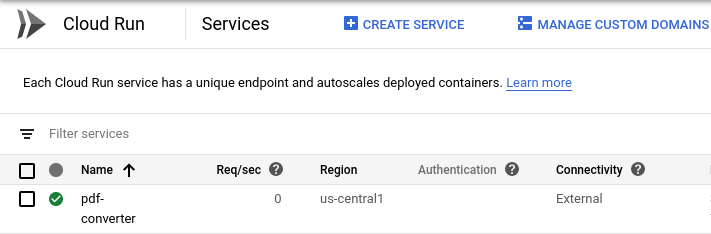 Cloud Run Services CREATE SERVICE MANAGE CUSTOM DOMAINS
Each Cloud Run service has a unique endpoint and autoscales deployed containers. Learn more
Filter services
Name Req/sec Region Authentication Connectivity
pdf- 0 us-central1 External
converter